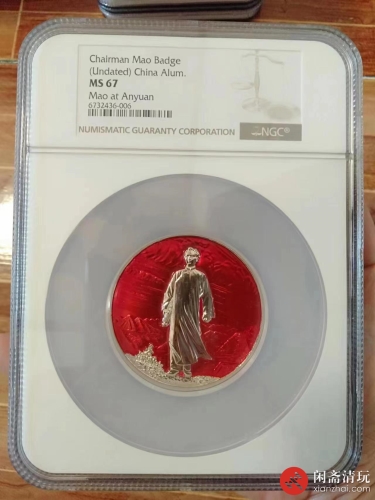 Chairman Mao Badge
(Undated) China Alum.
MS 67
Mao at Anyuan
6732436-006
NUMISMATIC GUARANTY CORPORATION
NGC®
闲斋清玩
xianzhai.com